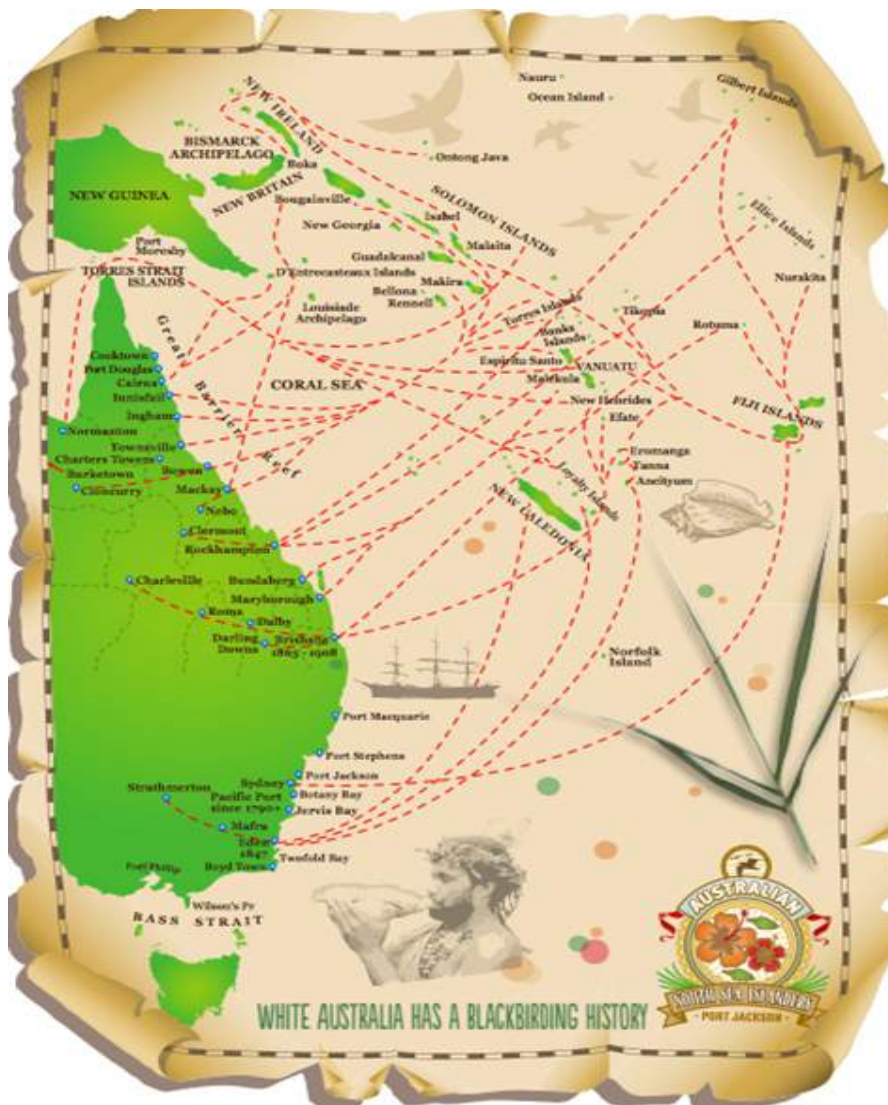 Nauru
Ocean Island
Gilbert Islands
NEW IRELAND
BISMARCK
ARCHIPELAGO
Buka
Ontong Java
NEW GUINEA
NEW BRITAIN
Bougainville
SOLOMON ISLANDS
Isabel
New Georgia
Ellice Islands
Malaita
Port
Moresby
Guadalcanal
TORRES STRAIT
ISLANDS
D'Entrecasteaux Islands
Makira
Nurakita
Bellona
Rennell
Louisiade
Archipelago
Torres Islands
Tikopia
Rotuma
Banks
Islands
Great Barrier Reef
Cooktown
Port Douglas
Cairns
Innisfail
CORAL SEA
Espiritu Santo
VANUATU
Malekula
New Hebrides
FIJI ISLANDS
Ingham
Efate
Normanton
Townsville
Charters Towers
Burketown
Bowen
Cloncurry
Mackay
Eromanga
Tanna
Aneityum
Loyalty Islands
NEW CALEDONIA
Nebo
Clermont
Rockhampton
Charleville
Bundaberg
Maryborough
Roma
Dalby
Darling
Downs
Brisbane
1863 - 1908
Norfolk
Island
Port Macquarie
Port Stephens
Port Jackson
Strathmerton
Sydney
Pacific Port
since 1790+
Botany Bay
Jervis Bay
Mafra
Eden
1847
Twofold Bay
Boyd Town
Port Philip
Wilson's Pr
BASS STRAIT
AUSTRALIAN
SOUTH SEA ISLANDERS
- PORT JACKSON -
WHITE AUSTRALIA HAS A BLACKBIRDING HISTORY